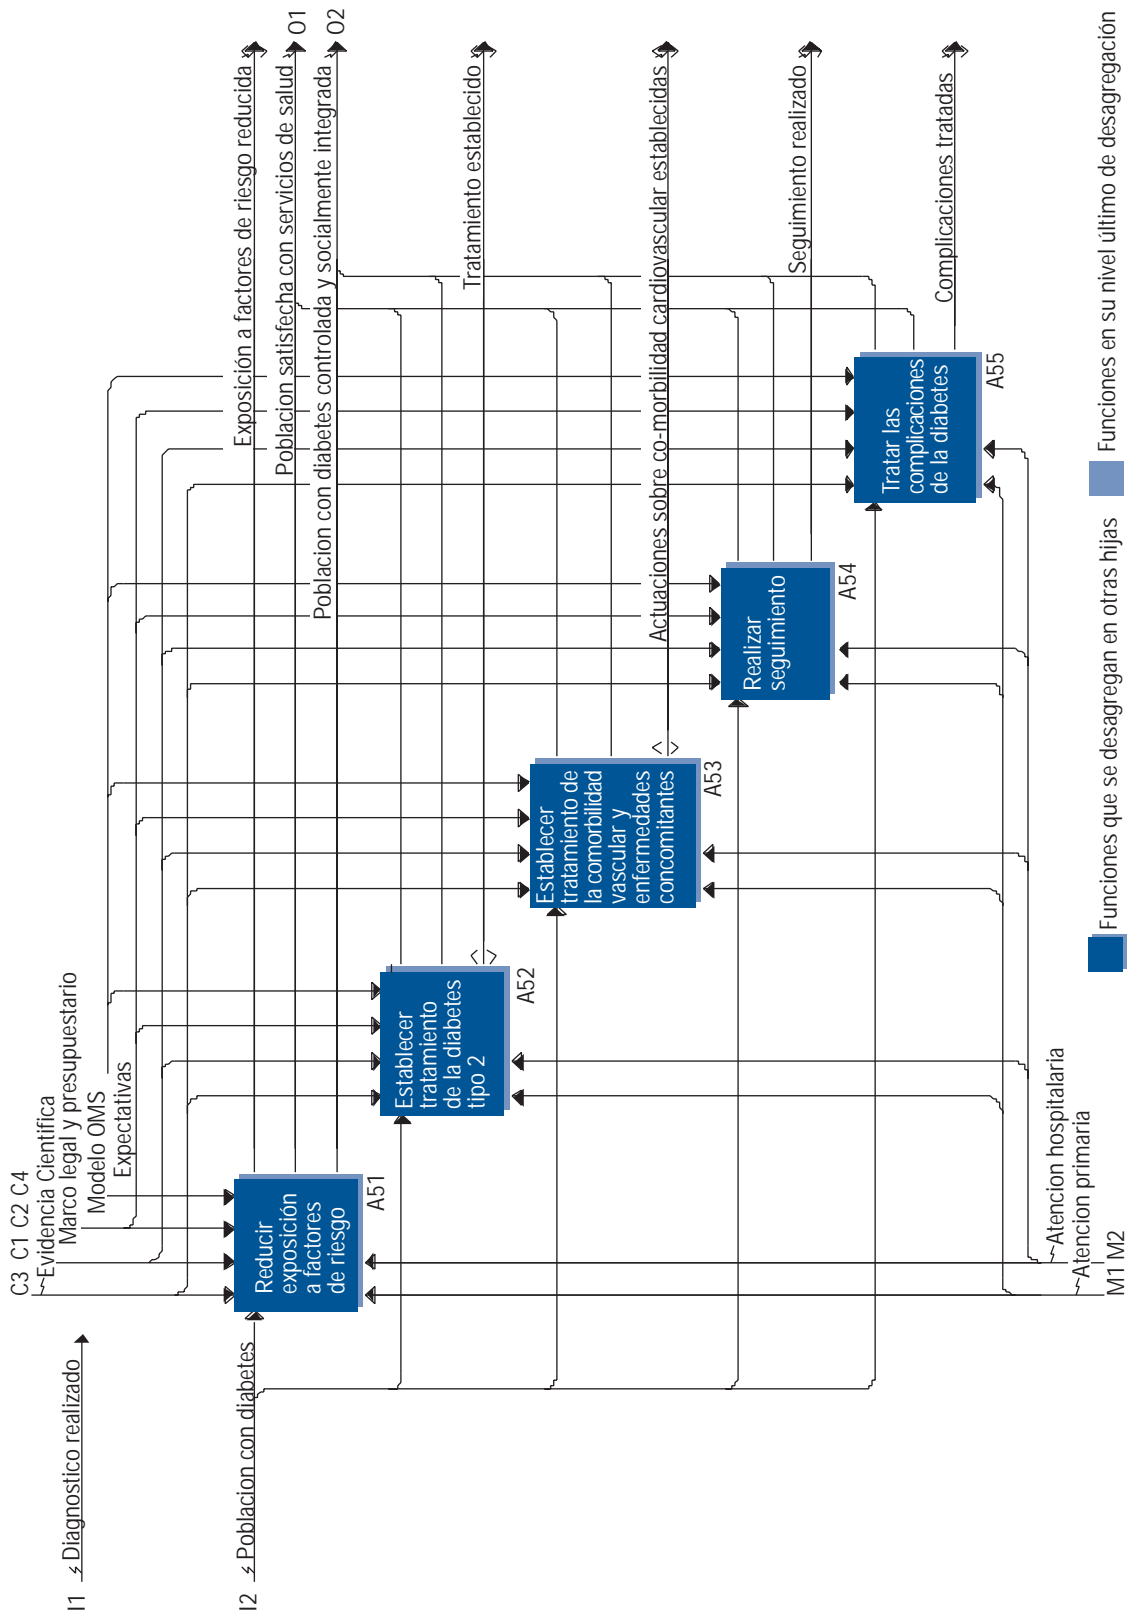 I1
Diagnostico realizado
I2
Poblacion con diabetes
C3 C1 C2 C4
Evidencia Científica
Marco legal y presupuestario
Modelo OMS
Expectativas
Reducir
exposición
a factores
de riesgo
A51
Establecer
tratamiento
de la diabetes
tipo 2
A52
Establecer
tratamiento de
la comorbilidad
vascular y
enfermedades
concomitantes
A53
Realizar
seguimiento
A54
Tratar las
complicaciones
de la diabetes
A55
Exposición a factores de riesgo reducida
Población satisfecha con servicios de salud
O1
Poblacion con diabetes controlada y socialmente integrada
O2
Tratamiento establecido
Actuaciones sobre co-morbilidad cardiovascular establecidas
Seguimiento realizado
Complicaciones tratadas
Atencion hospitalaria
Atencion primaria
M1 M2
Funciones que se desagregan en otras hijas
Funciones en su nivel último de desagregación